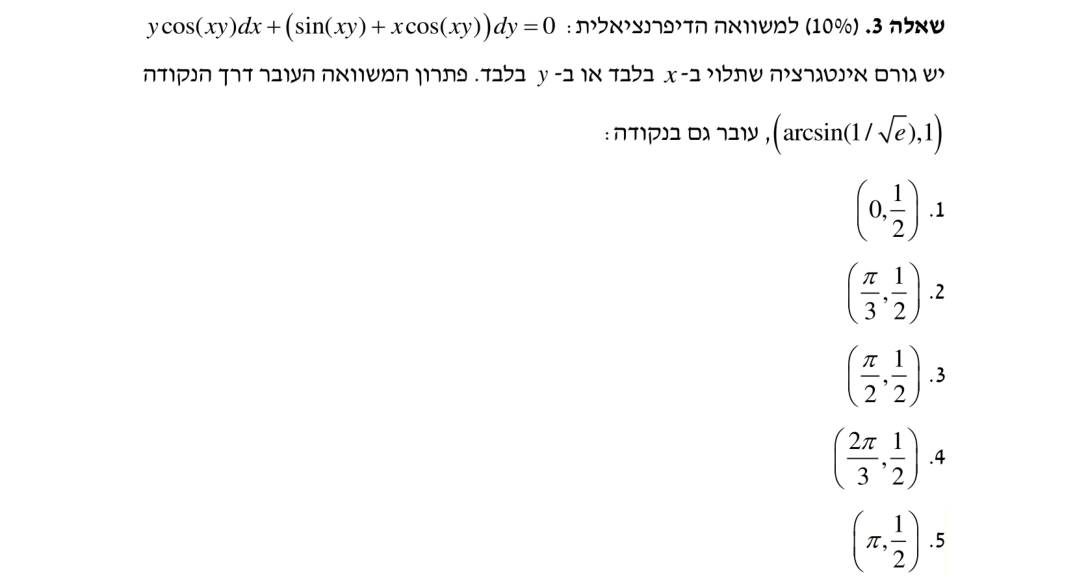 שאלה 3. (10%) למשוואה הדיפרנציאלית: y cos(xy)dx + (sin(xy) + x cos(xy))dy = 0
יש גורם אינטגרציה שתלוי ב- x בלבד או ב- y בלבד. פתרון המשוואה העובר דרך הנקודה
(arcsin(1/√e),1), עובר גם בנקודה:
1. (0, 1/2)
2. (π/3, 1/2)
3. (π/2, 1/2)
4. (2π/3, 1/2)
5. (π, 1/2)